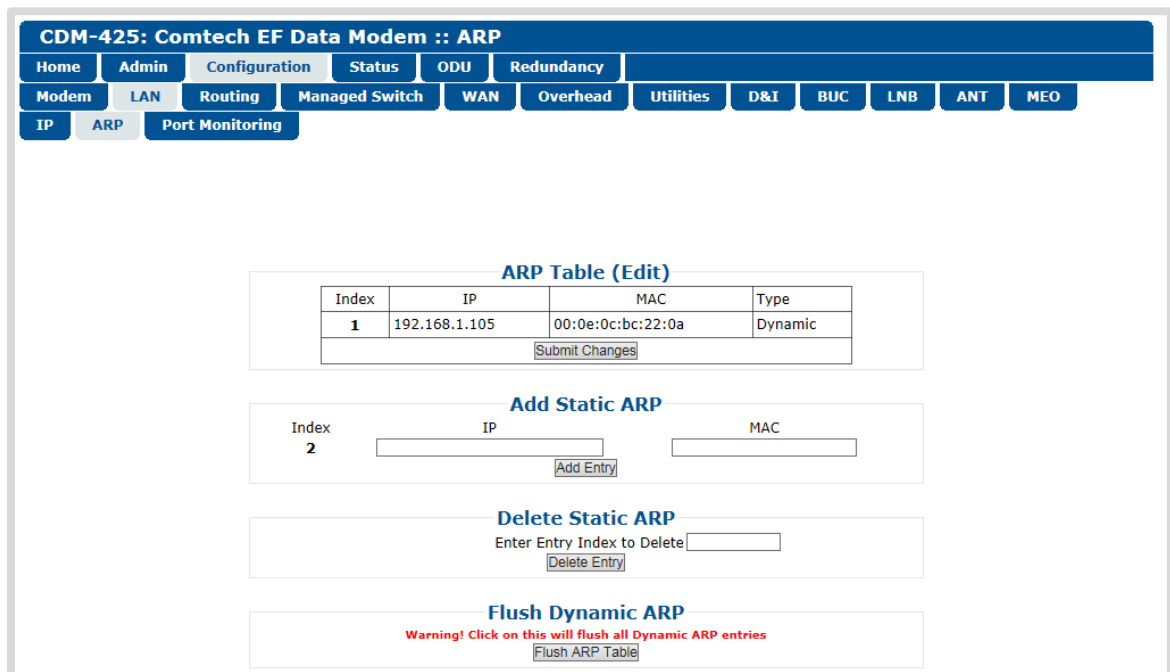 CDM-425: Comtech EF Data Modem :: ARP
Home Admin Configuration Status ODU Redundancy
Modem LAN Routing Managed Switch WAN Overhead Utilities D&I BUC LNB ANT MEO
IP ARP Port Monitoring
ARP Table (Edit)
Index IP MAC Type
1 192.168.1.105 00:0e:0c:bc:22:0a Dynamic
Submit Changes
Add Static ARP
Index IP MAC
2
Add Entry
Delete Static ARP
Enter Entry Index to Delete
Delete Entry
Flush Dynamic ARP
Warning! Click on this will flush all Dynamic ARP entries
Flush ARP Table